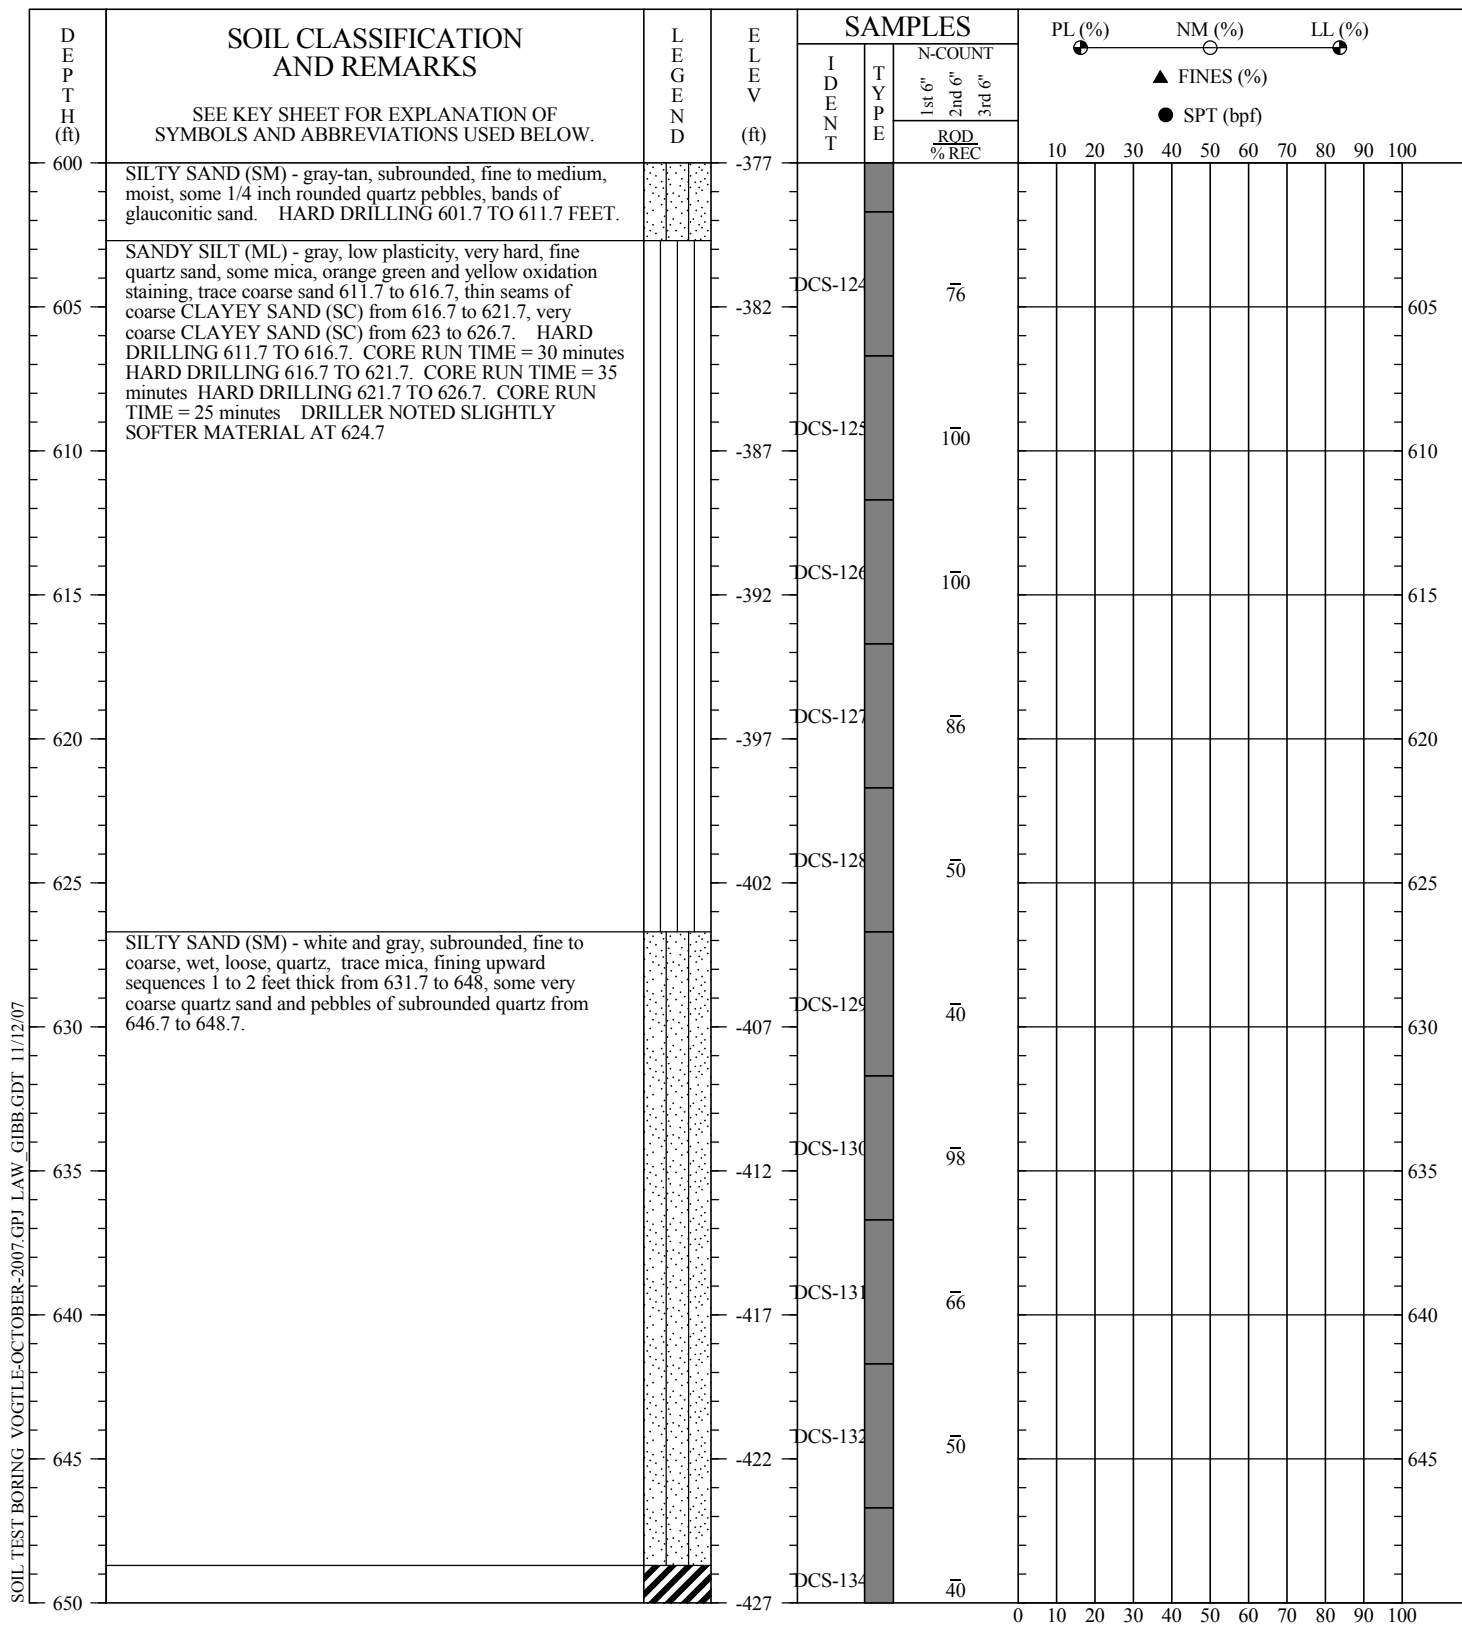 DEPTH (ft)
SOIL CLASSIFICATION
AND REMARKS
SEE KEY SHEET FOR EXPLANATION OF
SYMBOLS AND ABBREVIATIONS USED BELOW.
LEGEND
ELEV (ft)
SAMPLES
IDENT
TYPE
N-COUNT
1st 6"
2nd 6"
3rd 6"
RQD
% REC
PL (%) NM (%) LL (%)
▲ FINES (%)
● SPT (bpf)
10 20 30 40 50 60 70 80 90 100
600
SILTY SAND (SM) - gray-tan, subrounded, fine to medium,
moist, some 1/4 inch rounded quartz pebbles, bands of
glauconitic sand. HARD DRILLING 601.7 TO 611.7 FEET.
-377
SANDY SILT (ML) - gray, low plasticity, very hard, fine
quartz sand, some mica, orange green and yellow oxidation
staining, trace coarse sand 611.7 to 616.7, thin seams of
coarse CLAYEY SAND (SC) from 616.7 to 621.7, very
coarse CLAYEY SAND (SC) from 623 to 626.7. HARD
DRILLING 611.7 TO 616.7. CORE RUN TIME = 30 minutes
HARD DRILLING 616.7 TO 621.7. CORE RUN TIME = 35
minutes HARD DRILLING 621.7 TO 626.7. CORE RUN
TIME = 25 minutes DRILLER NOTED SLIGHTLY
SOFTER MATERIAL AT 624.7
DCS-124 76
605 -382 605
DCS-125 100
610 -387 610
DCS-126 100
615 -392 615
DCS-127 86
620 -397 620
DCS-128 50
625 -402 625
SILTY SAND (SM) - white and gray, subrounded, fine to
coarse, wet, loose, quartz, trace mica, fining upward
sequences 1 to 2 feet thick from 631.7 to 648, some very
coarse quartz sand and pebbles of subrounded quartz from
646.7 to 648.7.
DCS-129 40
630 -407 630
DCS-130 98
635 -412 635
DCS-131 66
640 -417 640
DCS-132 50
645 -422 645
DCS-134 40
650 -427
0 10 20 30 40 50 60 70 80 90 100
SOIL TEST BORING VOGTLE-OCTOBER-2007.GPJ LAW_GIBB.GDT 11/12/07